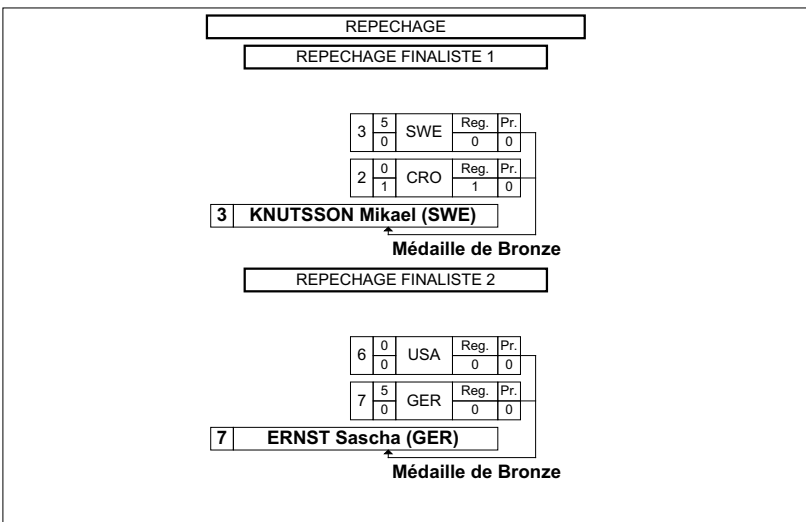 REPECHAGE
REPECHAGE FINALISTE 1
3 5 SWE Reg. Pr.
0 0 0
2 0 CRO Reg. Pr.
1 1 0
3 KNUTSSON Mikael (SWE)
Médaille de Bronze
REPECHAGE FINALISTE 2
6 0 USA Reg. Pr.
0 0 0
7 5 GER Reg. Pr.
0 0 0
7 ERNST Sascha (GER)
Médaille de Bronze